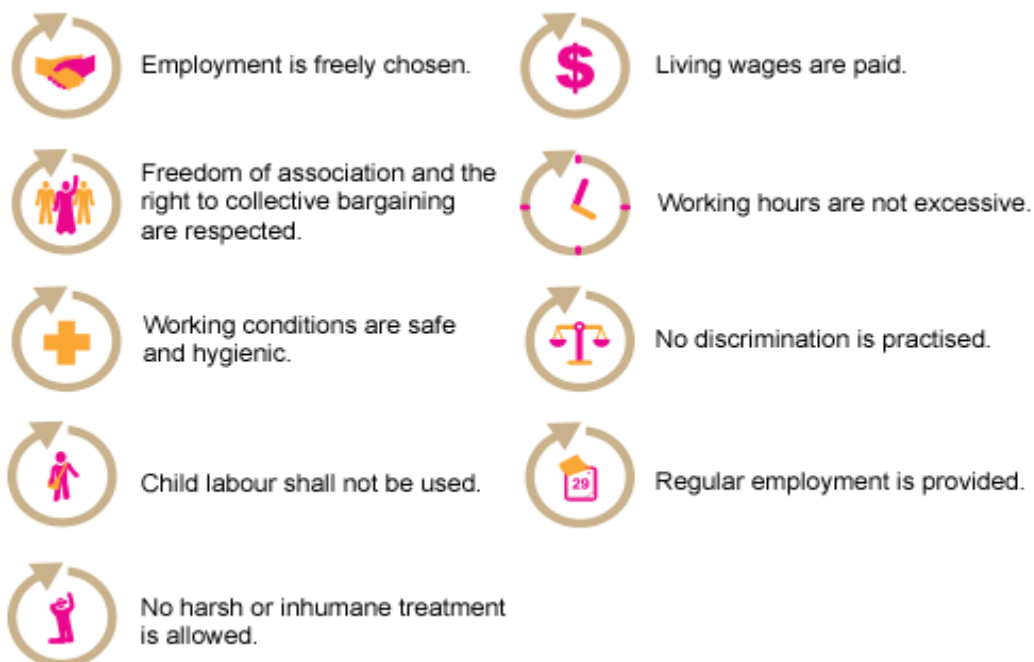 Employment is freely chosen.
Living wages are paid.
Freedom of association and the
right to collective bargaining
are respected.
Working hours are not excessive.
Working conditions are safe
and hygienic.
No discrimination is practised.
Child labour shall not be used.
29
Regular employment is provided.
No harsh or inhumane treatment
is allowed.
$